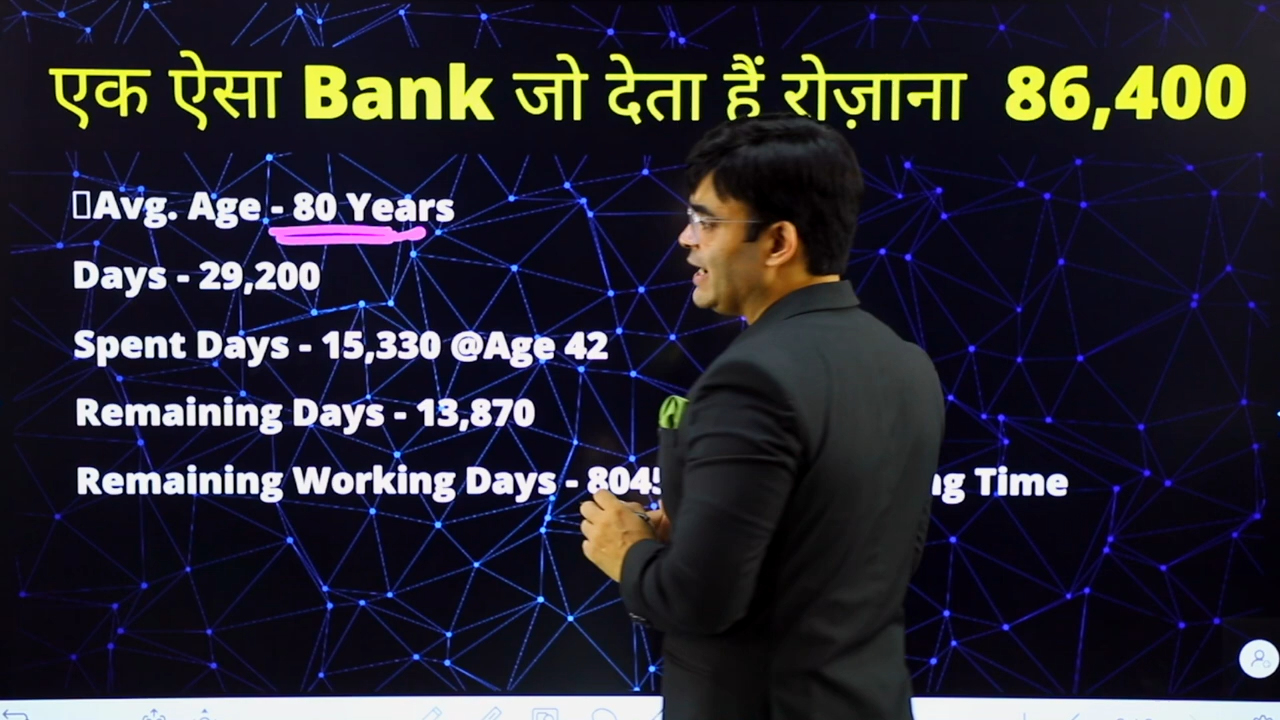 एक ऐसा Bank जो देता हैं रोज़ाना 86,400
Avg. Age - 80 Years
Days - 29,200
Spent Days - 15,330 @Age 42
Remaining Days - 13,870
Remaining Working Days - 8045 Time